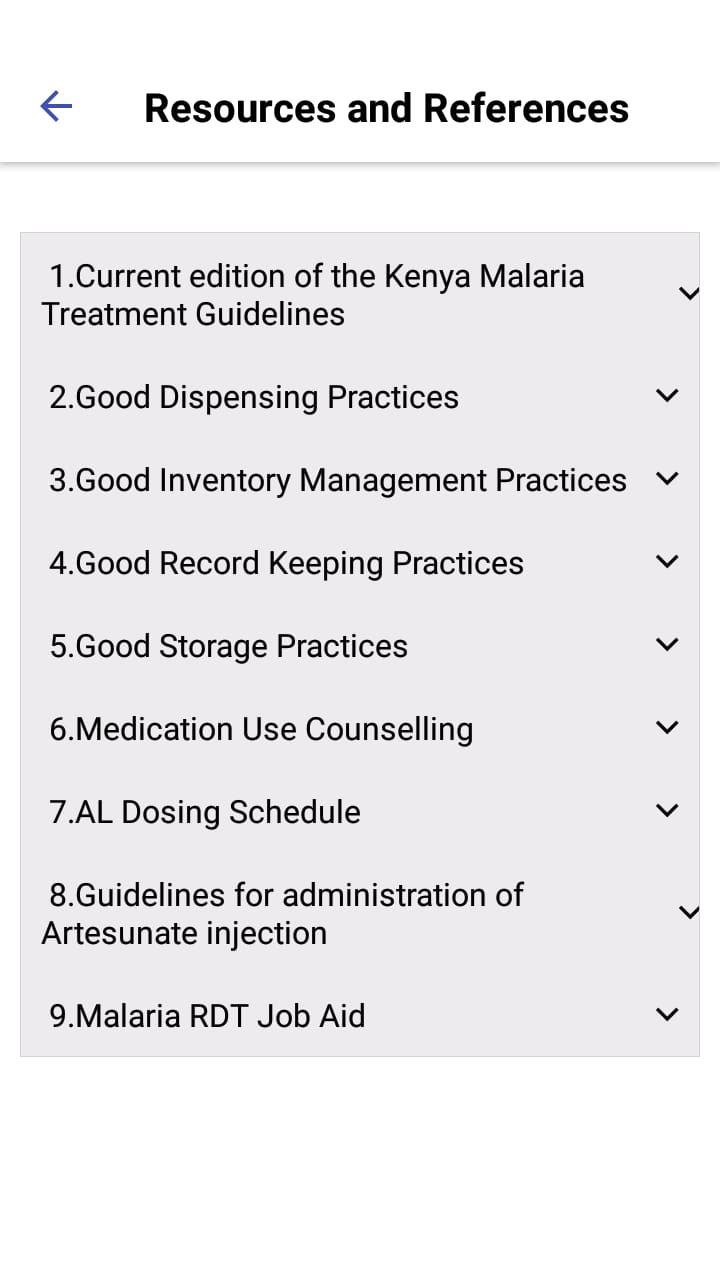 Resources and References
1.Current edition of the Kenya Malaria
Treatment Guidelines
2.Good Dispensing Practices
3.Good Inventory Management Practices
4.Good Record Keeping Practices
5.Good Storage Practices
6.Medication Use Counselling
7.AL Dosing Schedule
8.Guidelines for administration of
Artesunate injection
9.Malaria RDT Job Aid